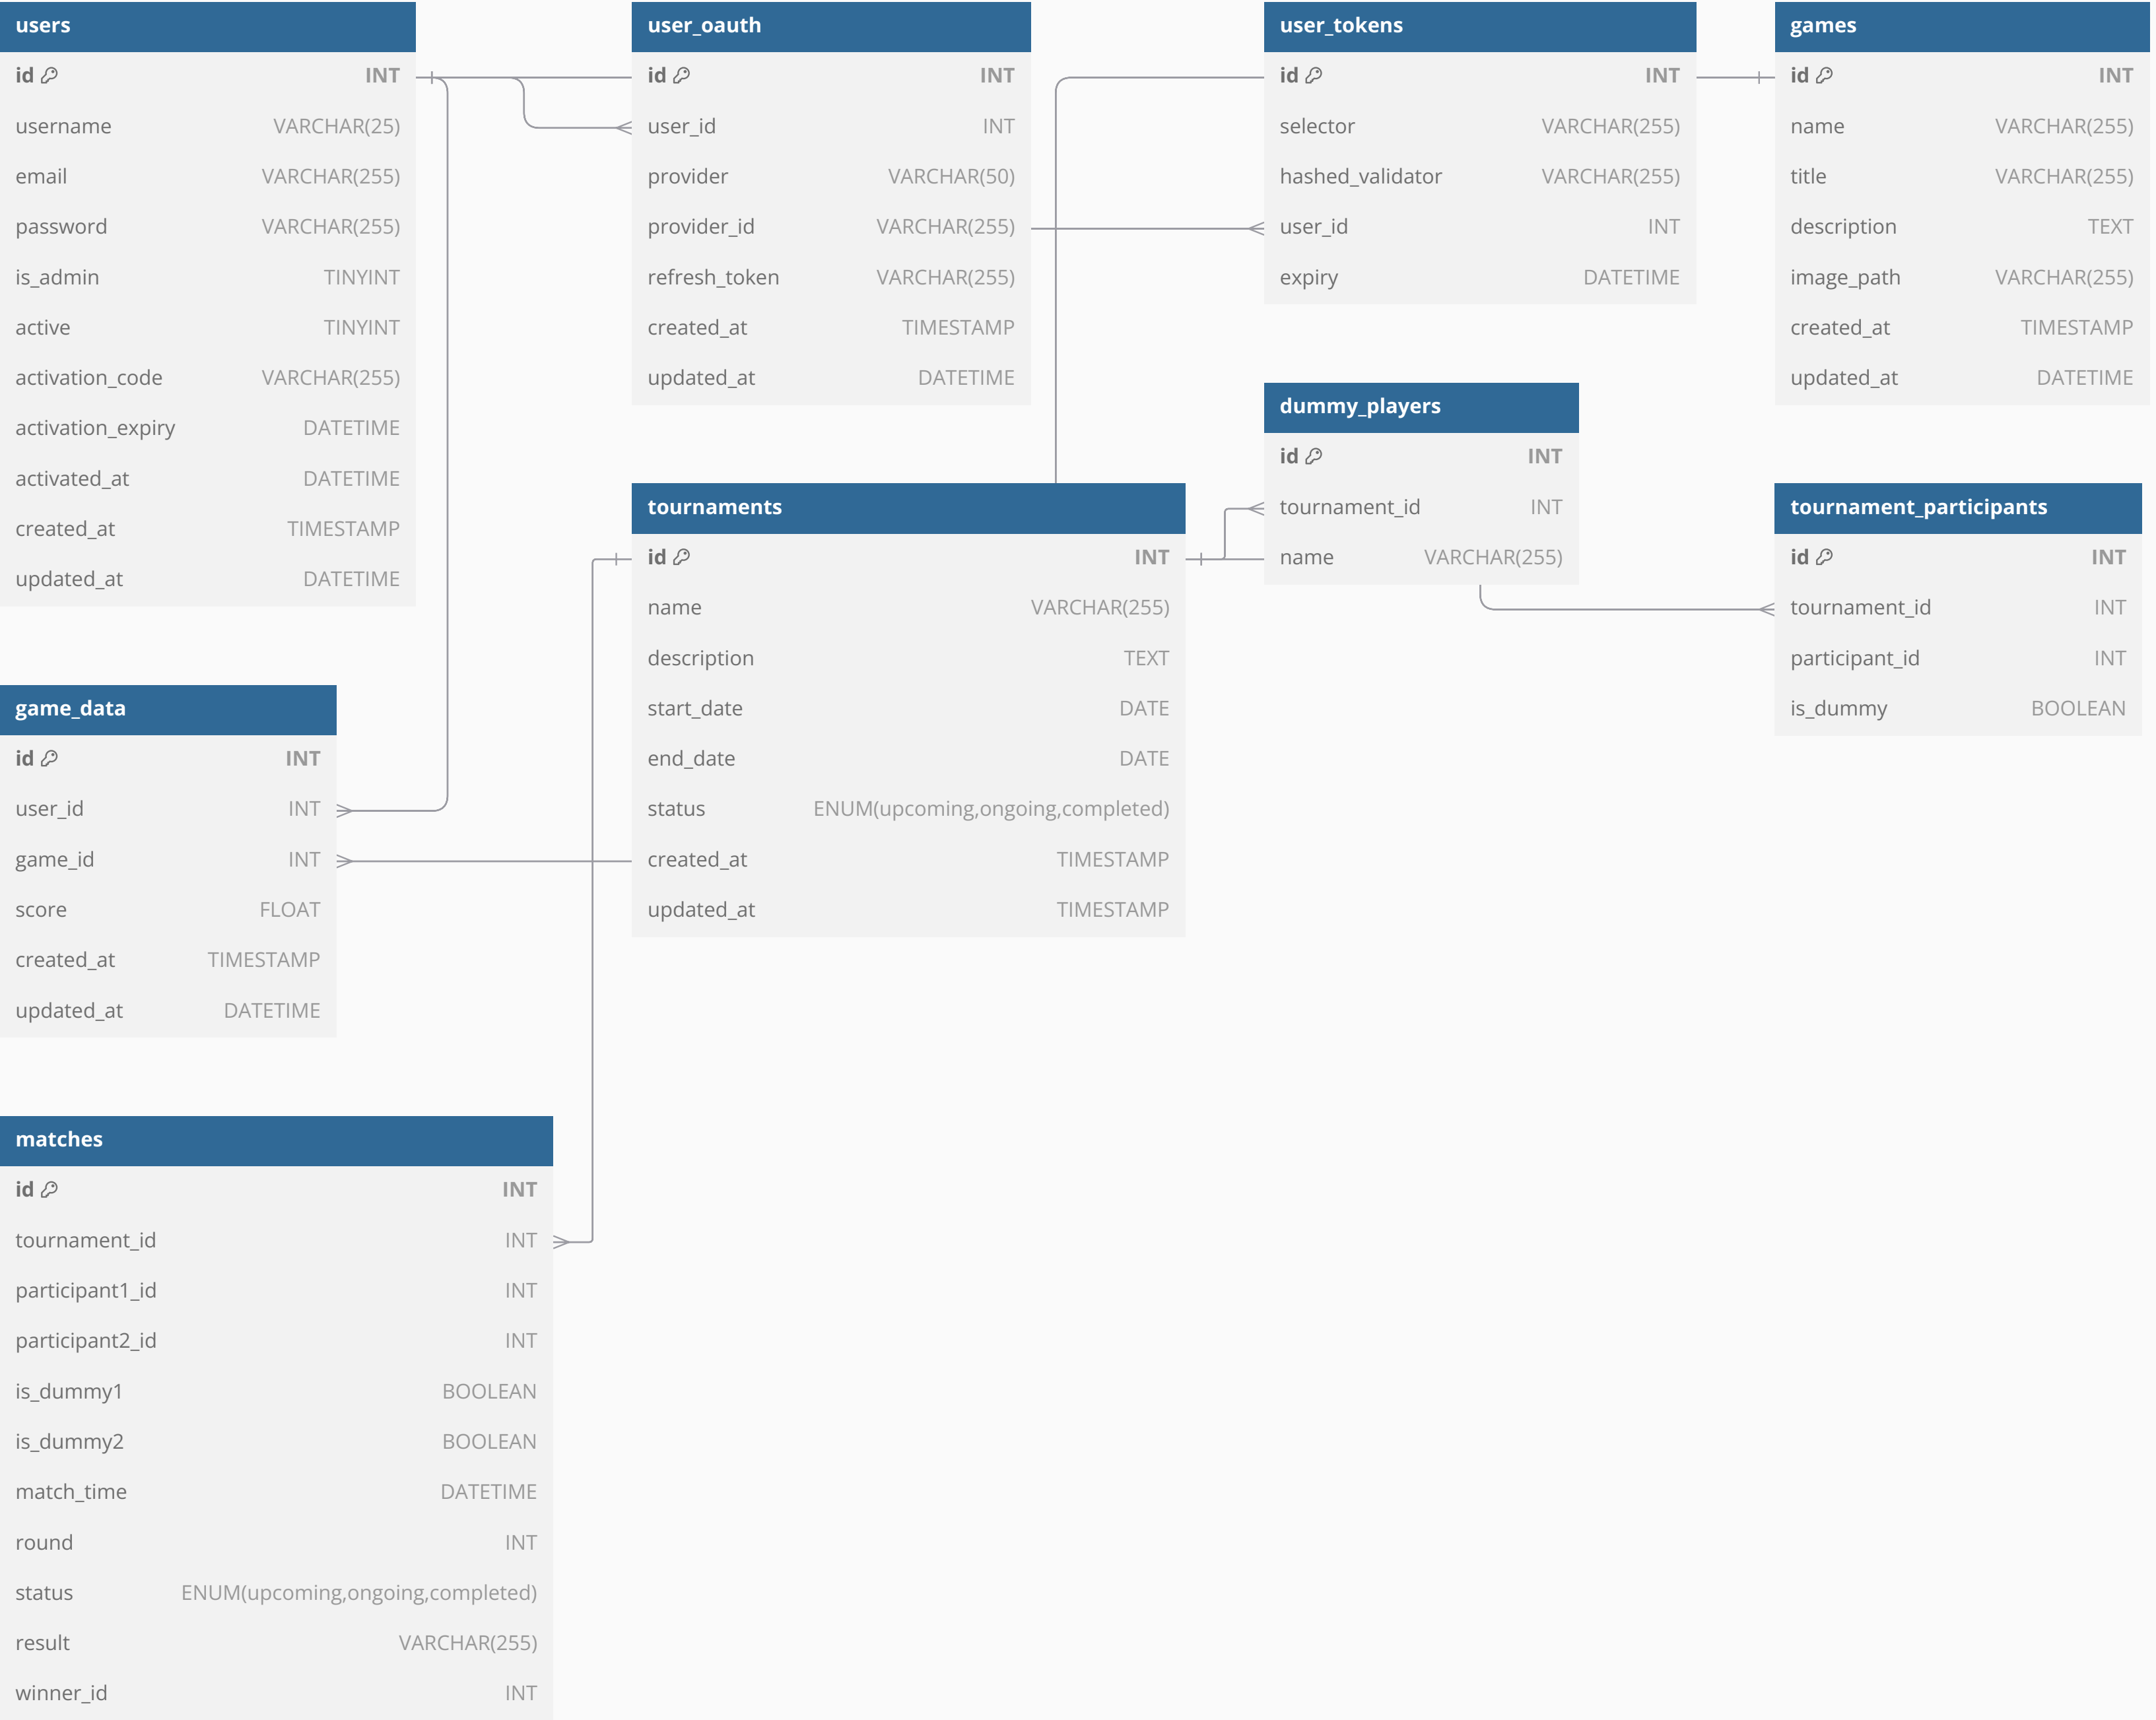 users
id INT
username VARCHAR(25)
email VARCHAR(255)
password VARCHAR(255)
is_admin TINYINT
active TINYINT
activation_code VARCHAR(255)
activation_expiry DATETIME
activated_at DATETIME
created_at TIMESTAMP
updated_at DATETIME
user_oauth
id INT
user_id INT
provider VARCHAR(50)
provider_id VARCHAR(255)
refresh_token VARCHAR(255)
created_at TIMESTAMP
updated_at DATETIME
user_tokens
id INT
selector VARCHAR(255)
hashed_validator VARCHAR(255)
user_id INT
expiry DATETIME
games
id INT
name VARCHAR(255)
title VARCHAR(255)
description TEXT
image_path VARCHAR(255)
created_at TIMESTAMP
updated_at DATETIME
dummy_players
id INT
tournament_id INT
name VARCHAR(255)
tournaments
id INT
name VARCHAR(255)
description TEXT
start_date DATE
end_date DATE
status ENUM(upcoming,ongoing,completed)
created_at TIMESTAMP
updated_at TIMESTAMP
tournament_participants
id INT
tournament_id INT
participant_id INT
is_dummy BOOLEAN
game_data
id INT
user_id INT
game_id INT
score FLOAT
created_at TIMESTAMP
updated_at DATETIME
matches
id INT
tournament_id INT
participant1_id INT
participant2_id INT
is_dummy1 BOOLEAN
is_dummy2 BOOLEAN
match_time DATETIME
round INT
status ENUM(upcoming,ongoing,completed)
result VARCHAR(255)
winner_id INT